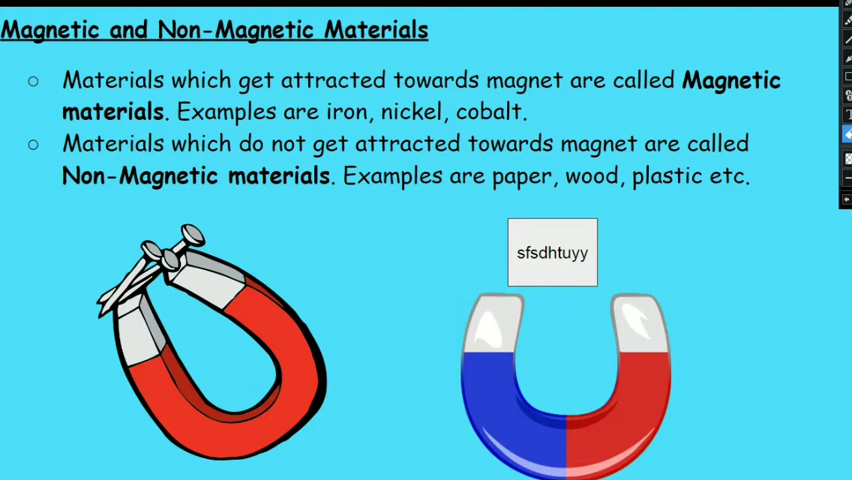 Magnetic and Non-Magnetic Materials
Materials which get attracted towards magnet are called Magnetic
materials. Examples are iron, nickel, cobalt.
Materials which do not get attracted towards magnet are called
Non-Magnetic materials. Examples are paper, wood, plastic etc.
sfsdhtuyy